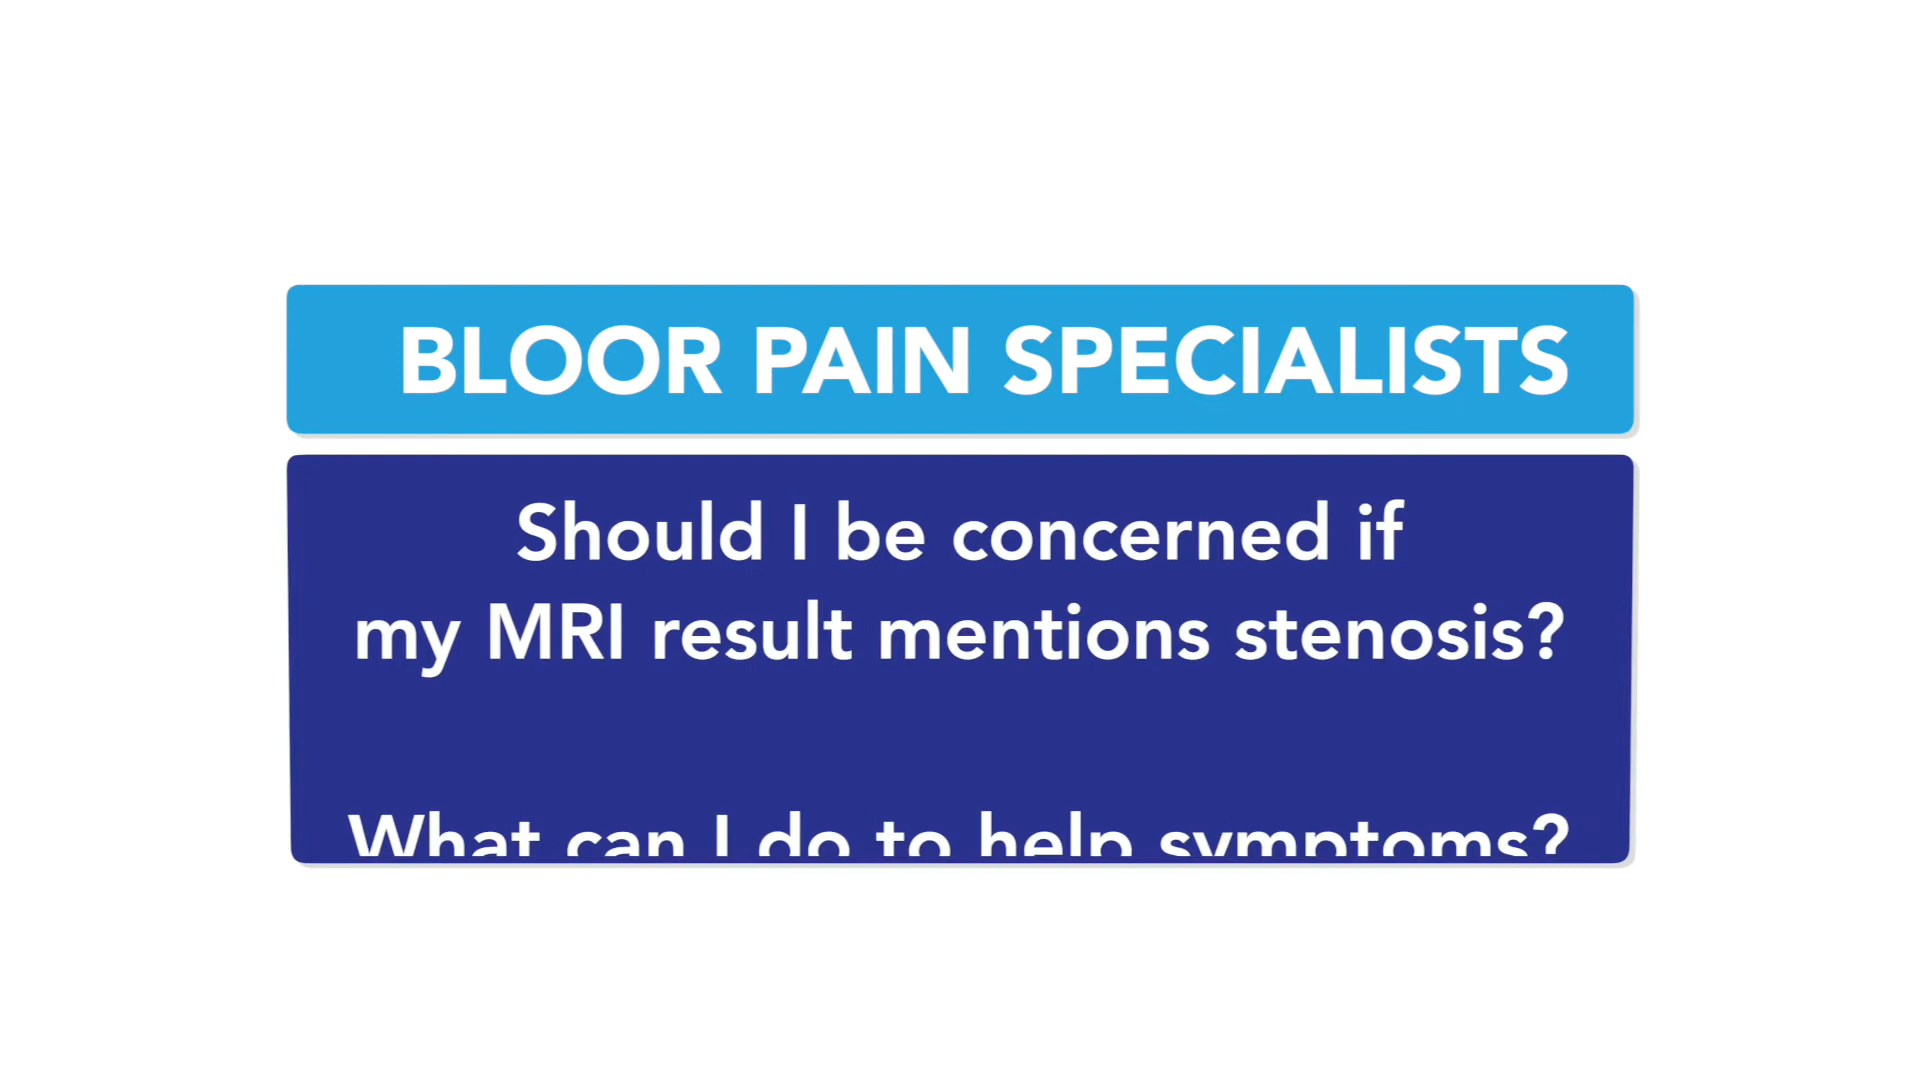 BLOOR PAIN SPECIALISTS
Should I be concerned if
my MRI result mentions stenosis?
What can I do to help symptoms?